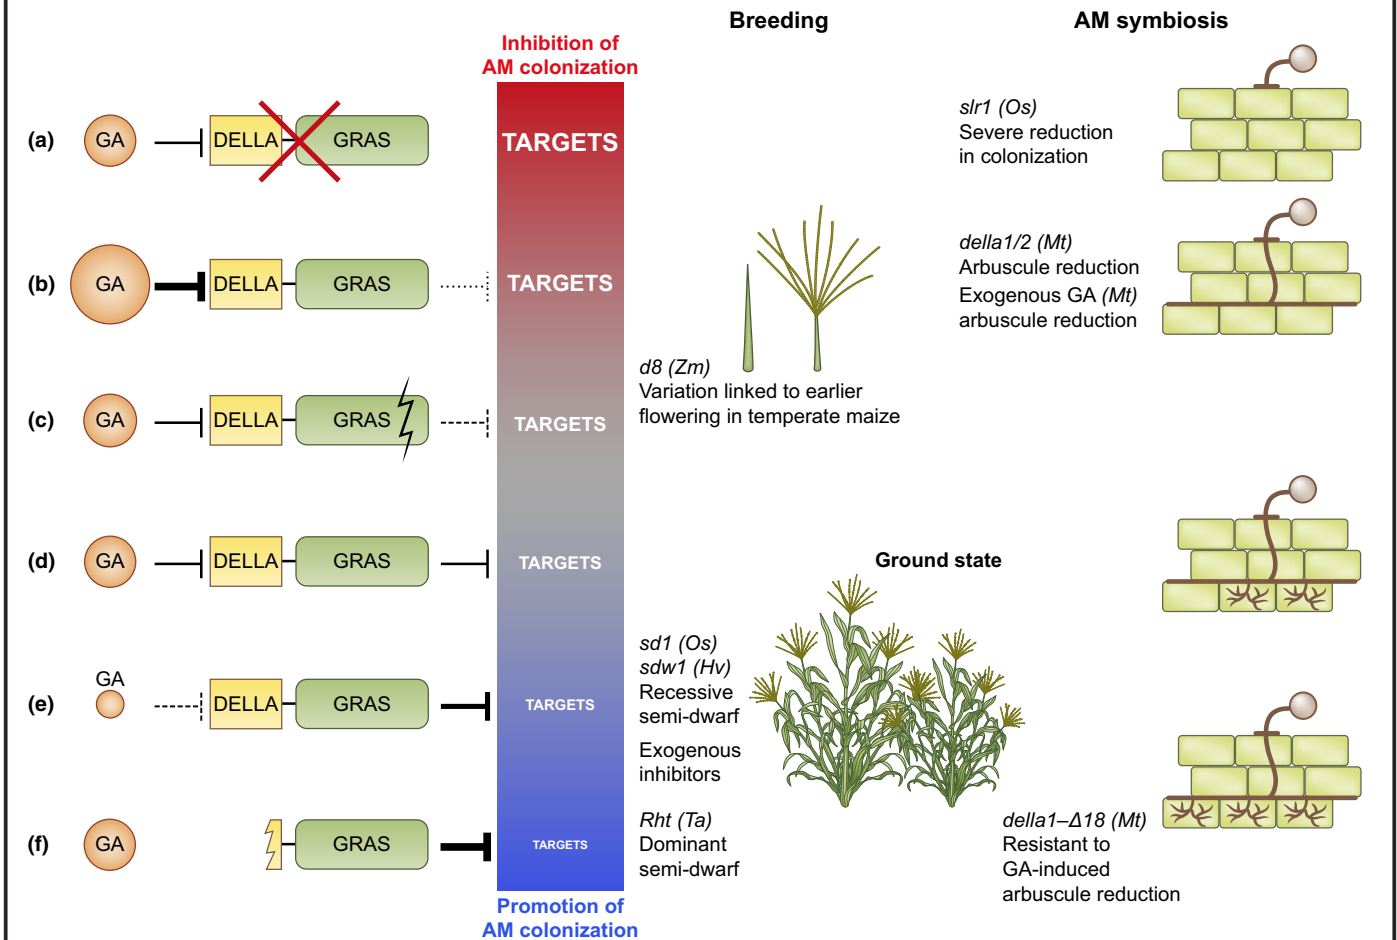 Breeding
AM symbiosis
Inhibition of
AM colonization
(a)
GA
DELLA
GRAS
TARGETS
slr1 (Os)
Severe reduction
in colonization
(b)
GA
DELLA
GRAS
TARGETS
della1/2 (Mt)
Arbuscule reduction
Exogenous GA (Mt)
arbuscule reduction
(c)
GA
DELLA
GRAS
TARGETS
d8 (Zm)
Variation linked to earlier
flowering in temperate maize
(d)
GA
DELLA
GRAS
TARGETS
Ground state
(e)
GA
DELLA
GRAS
TARGETS
sd1 (Os)
sdw1 (Hv)
Recessive
semi-dwarf
Exogenous
inhibitors
(f)
GA
GRAS
TARGETS
Rht (Ta)
Dominant
semi-dwarf
della1–Δ18 (Mt)
Resistant to
GA-induced
arbuscule reduction
Promotion of
AM colonization